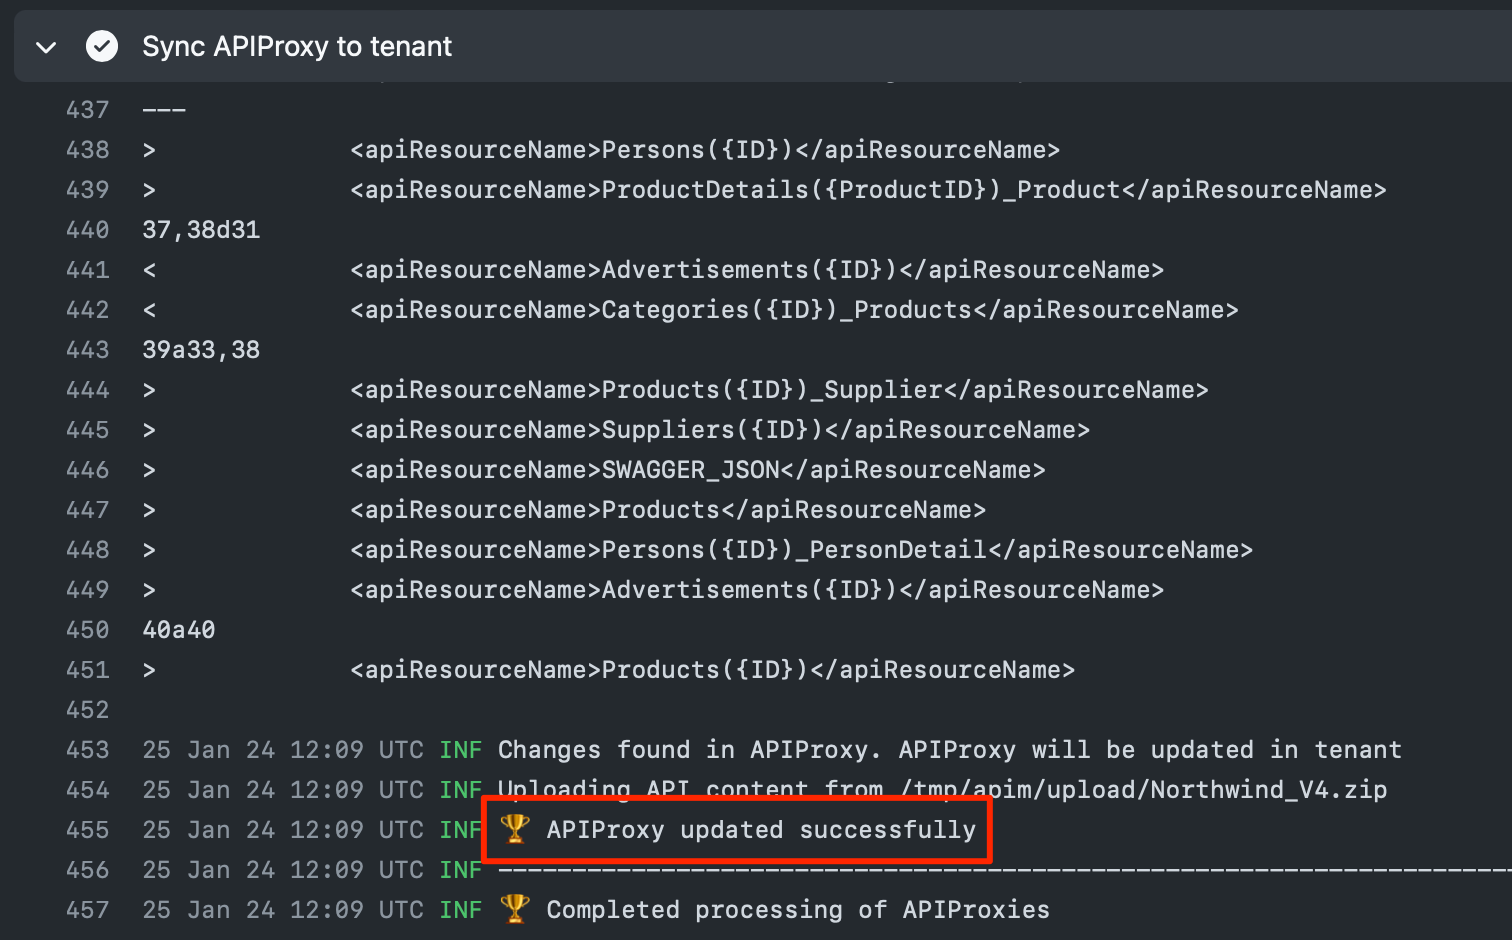 Sync APIProxy to tenant
437 ---
438 > <apiResourceName>Persons({ID})</apiResourceName>
439 > <apiResourceName>ProductDetails({ProductID})_Product</apiResourceName>
440 37,38d31
441 < <apiResourceName>Advertisements({ID})</apiResourceName>
442 < <apiResourceName>Categories({ID})_Products</apiResourceName>
443 39a33,38
444 > <apiResourceName>Products({ID})_Supplier</apiResourceName>
445 > <apiResourceName>Suppliers({ID})</apiResourceName>
446 > <apiResourceName>SWAGGER_JSON</apiResourceName>
447 > <apiResourceName>Products</apiResourceName>
448 > <apiResourceName>Persons({ID})_PersonDetail</apiResourceName>
449 > <apiResourceName>Advertisements({ID})</apiResourceName>
450 40a40
451 > <apiResourceName>Products({ID})</apiResourceName>
452
453 25 Jan 24 12:09 UTC INF Changes found in APIProxy. APIProxy will be updated in tenant
454 25 Jan 24 12:09 UTC INF Uploading API content from /tmp/apim/upload/Northwind_V4.zip
455 25 Jan 24 12:09 UTC INF 🏆 APIProxy updated successfully
456 25 Jan 24 12:09 UTC INF --------------------------------------------------------------------
457 25 Jan 24 12:09 UTC INF 🏆 Completed processing of APIProxies